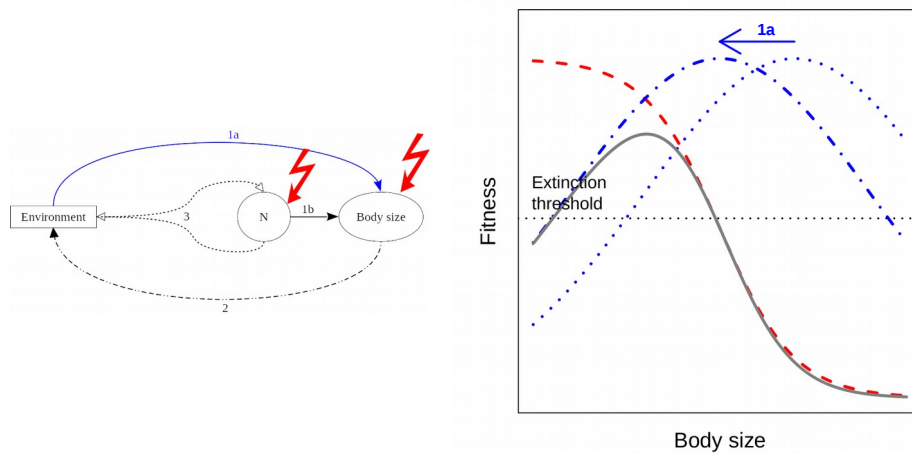 1a
Environment
3
N
1b
Body size
2
1a
Extinction
threshold
Fitness
Body size